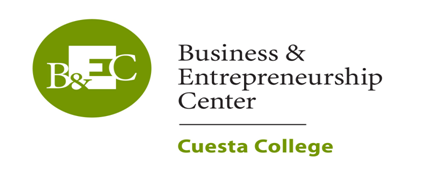 B&EC
Business &
Entrepreneurship
Center
Cuesta College